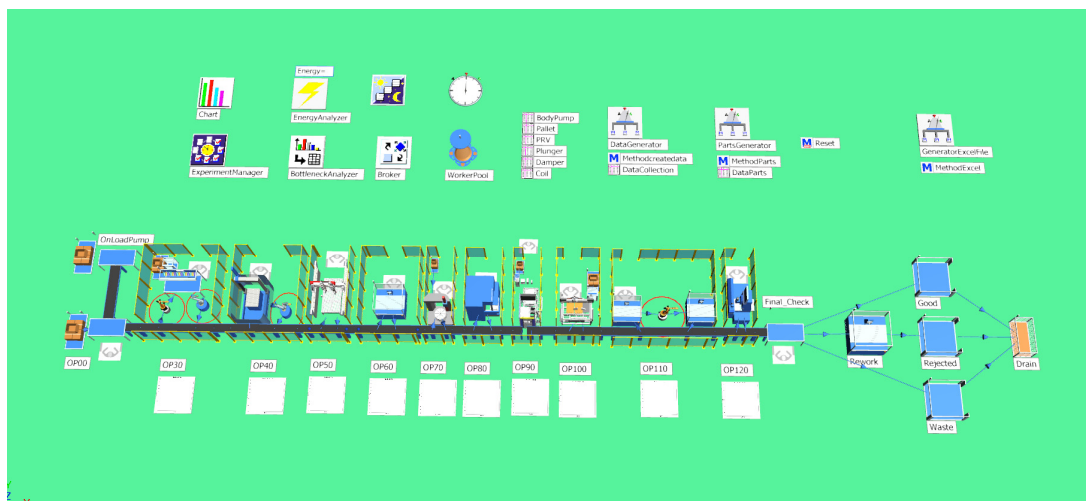 Energy=
Chart
EnergyAnalyzer
ExperimentManager
BottleneckAnalyzer
Broker
WorkerPool
BodyPump
Pallet
PRV
Plunger
Damper
Coil
DataGenerator
M Methodcreatedata
DataCollection
PartsGenerator
M MethodParts
DataParts
M Reset
GeneratorExcelFile
M MethodExcel
OnLoadPump
Final_Check
Good
OP00
OP30
OP40
OP50
OP60
OP70
OP80
OP90
OP100
OP110
OP120
Rework
Rejected
Drain
Waste